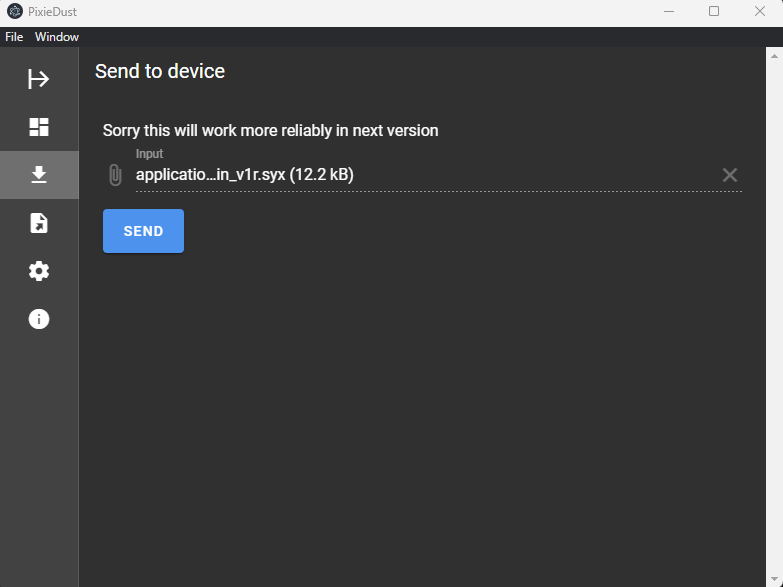 PixieDust
File Window
Send to device
Sorry this will work more reliably in next version
Input
applicatio...in_v1r.syx (12.2 kB)
SEND